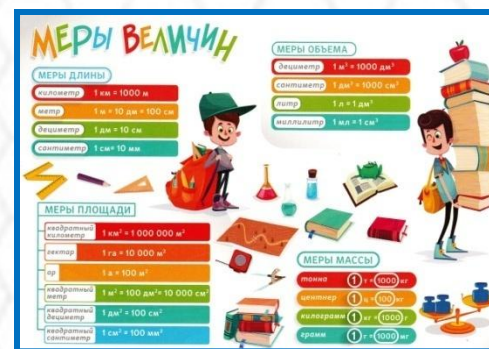 МЕРЫ ВЕЛИЧИН
МЕРЫ ДЛИНЫ
километр 1 км = 1000 м
метр 1 м = 10 дм = 100 см
дециметр 1 дм = 10 см
сантиметр 1 см = 10 мм
МЕРЫ ОБЪЕМА
дециметр 1 м³ = 1000 дм³
сантиметр 1 дм³ = 1000 см³
литр 1 л = 1 дм³
миллилитр 1 мл = 1 см³
МЕРЫ ПЛОЩАДИ
квадратный километр 1 км² = 1 000 000 м²
гектар 1 га = 10 000 м²
ар 1 а = 100 м²
квадратный метр 1 м² = 100 дм² = 10 000 см²
квадратный дециметр 1 дм² = 100 см²
квадратный сантиметр 1 см² = 100 мм²
МЕРЫ МАССЫ
тонна 1 т = 1000 кг
центнер 1 ц = 100 кг
килограмм 1 кг = 1000 г
грамм 1 г = 1000 мг